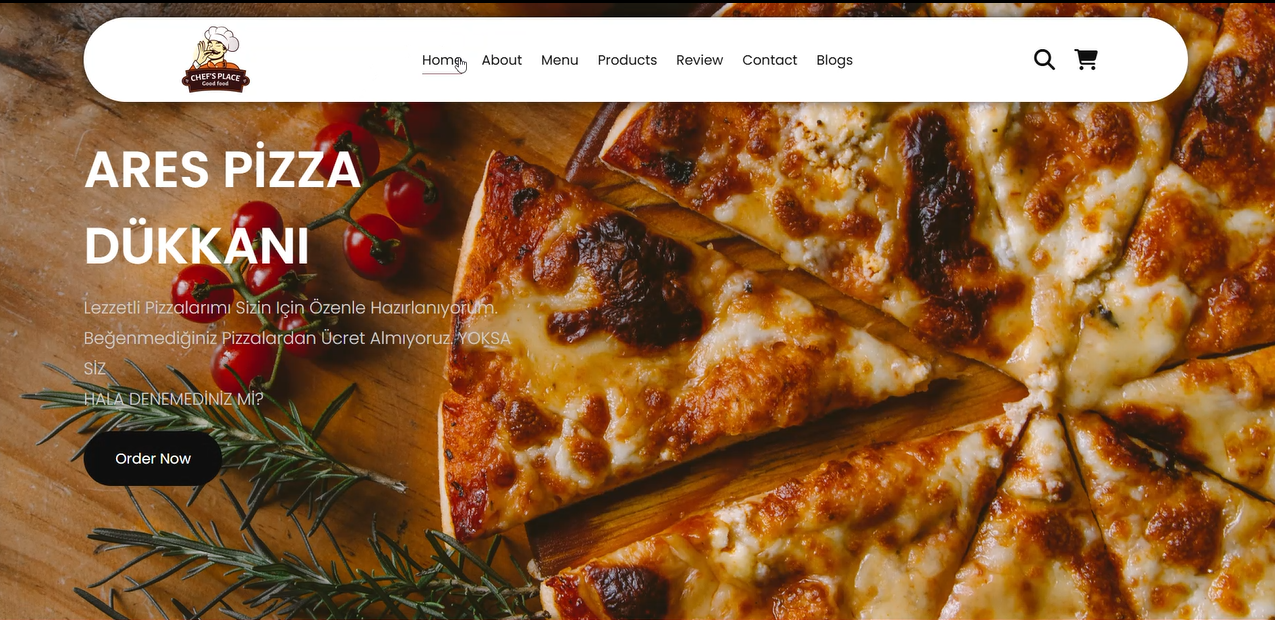 CHEF'S PLACE
Good food
Home About Menu Products Review Contact Blogs
ARES PİZZA
DÜKKANI
Lezzetli Pizzalarımı Sizin Için Özenle Hazırlanıyorum.
Beğenmediğiniz Pizzalardan Ücret Almıyoruz. YOKSA
SİZ
HALA DENEMEDİNİZ Mİ?
Order Now